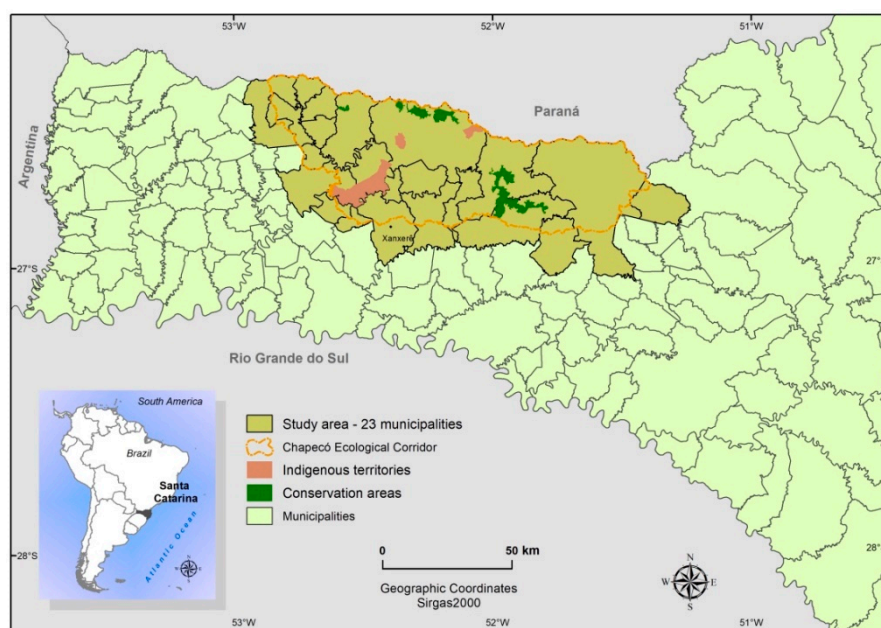 53°W
52°W
51°W
Argentina
Paraná
Xanxerê
27°S
27°
Rio Grande do Sul
South America
Brazil
Santa
Catarina
Atlantic Ocean
Study area - 23 municipalities
Chapecó Ecological Corridor
Indigenous territories
Conservation areas
Municipalities
0 50 km
Geographic Coordinates
Sirgas2000
N
W E
S
28°S
28°
53°W
52°W
51°W